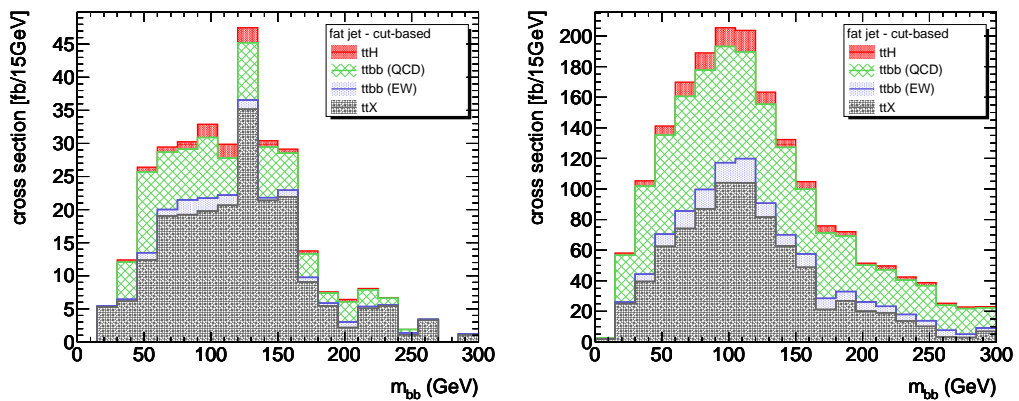 cross section [fb/15GeV]
45
40
35
30
25
20
15
10
5
0
0 50 100 150 200 250 300
m_bb (GeV)
fat jet - cut-based
ttH
ttbb (QCD)
ttbb (EW)
ttX
cross section [fb/15GeV]
200
180
160
140
120
100
80
60
40
20
0
0 50 100 150 200 250 300
m_bb (GeV)
fat jet - cut-based
ttH
ttbb (QCD)
ttbb (EW)
ttX